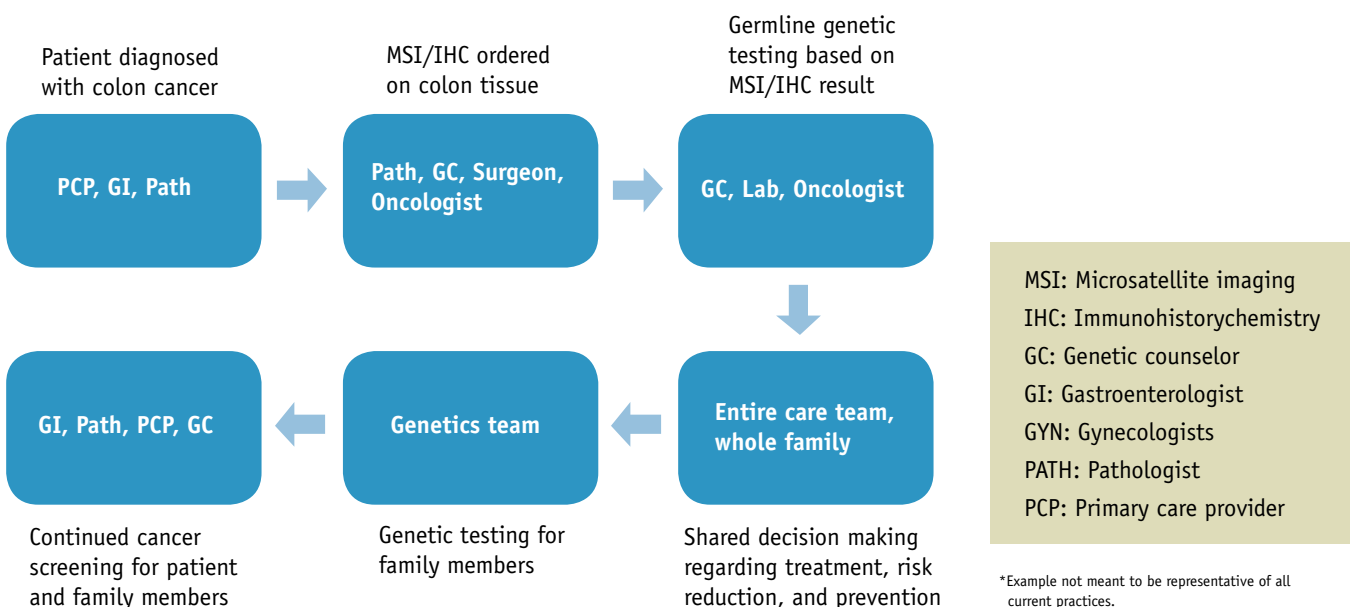 Patient diagnosed
with colon cancer
MSI/IHC ordered
on colon tissue
Germline genetic
testing based on
MSI/IHC result
PCP, GI, Path
Path, GC, Surgeon,
Oncologist
GC, Lab, Oncologist
Entire care team,
whole family
Genetics team
GI, Path, PCP, GC
Shared decision making
regarding treatment, risk
reduction, and prevention
Genetic testing for
family members
Continued cancer
screening for patient
and family members
MSI: Microsatellite imaging
IHC: Immunohistorychemistry
GC: Genetic counselor
GI: Gastroenterologist
GYN: Gynecologists
PATH: Pathologist
PCP: Primary care provider
*Example not meant to be representative of all
current practices.